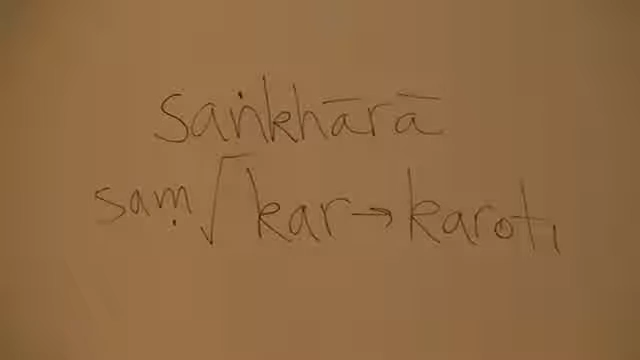 saṅkhārā
saṃ √kar → karoti